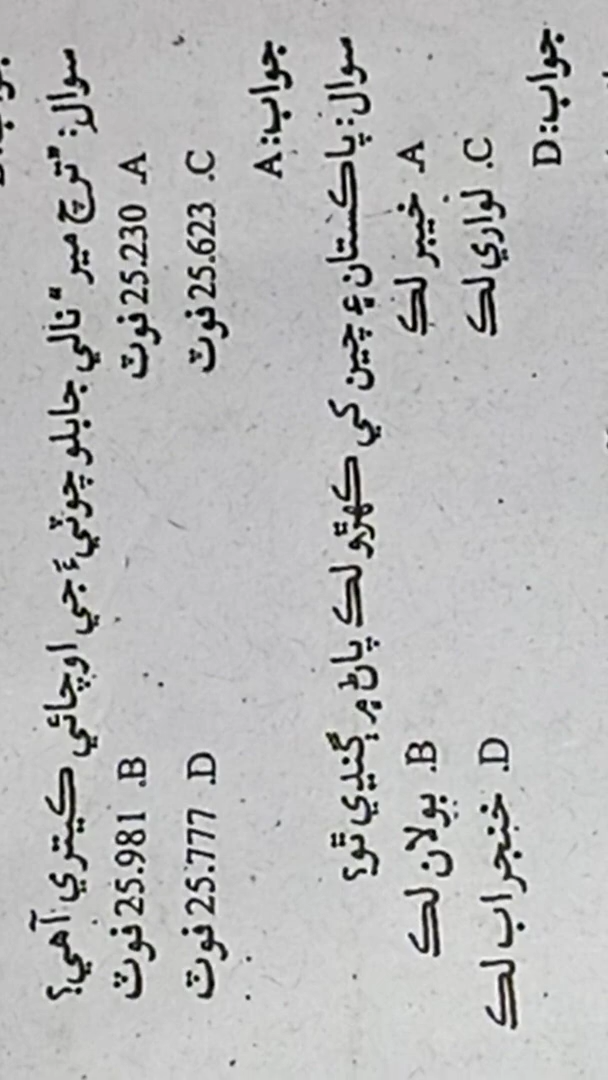 سوال: "ترچ مير" نالي جابلو چوٽيءَ جي اوچائي ڪيتري آهي؟
A. 25.230 فوٽ B. 25.981 فوٽ
C. 25.623 فوٽ D. 25.777 فوٽ
جواب: A
سوال: پاڪستان ۽ چين کي ڪهڙو لڪ پاڻ ۾ ڳنڍي ٿو؟
A. خيبر لڪ B. بولان لڪ
C. لواري لڪ D. خنجراب لڪ
جواب: D